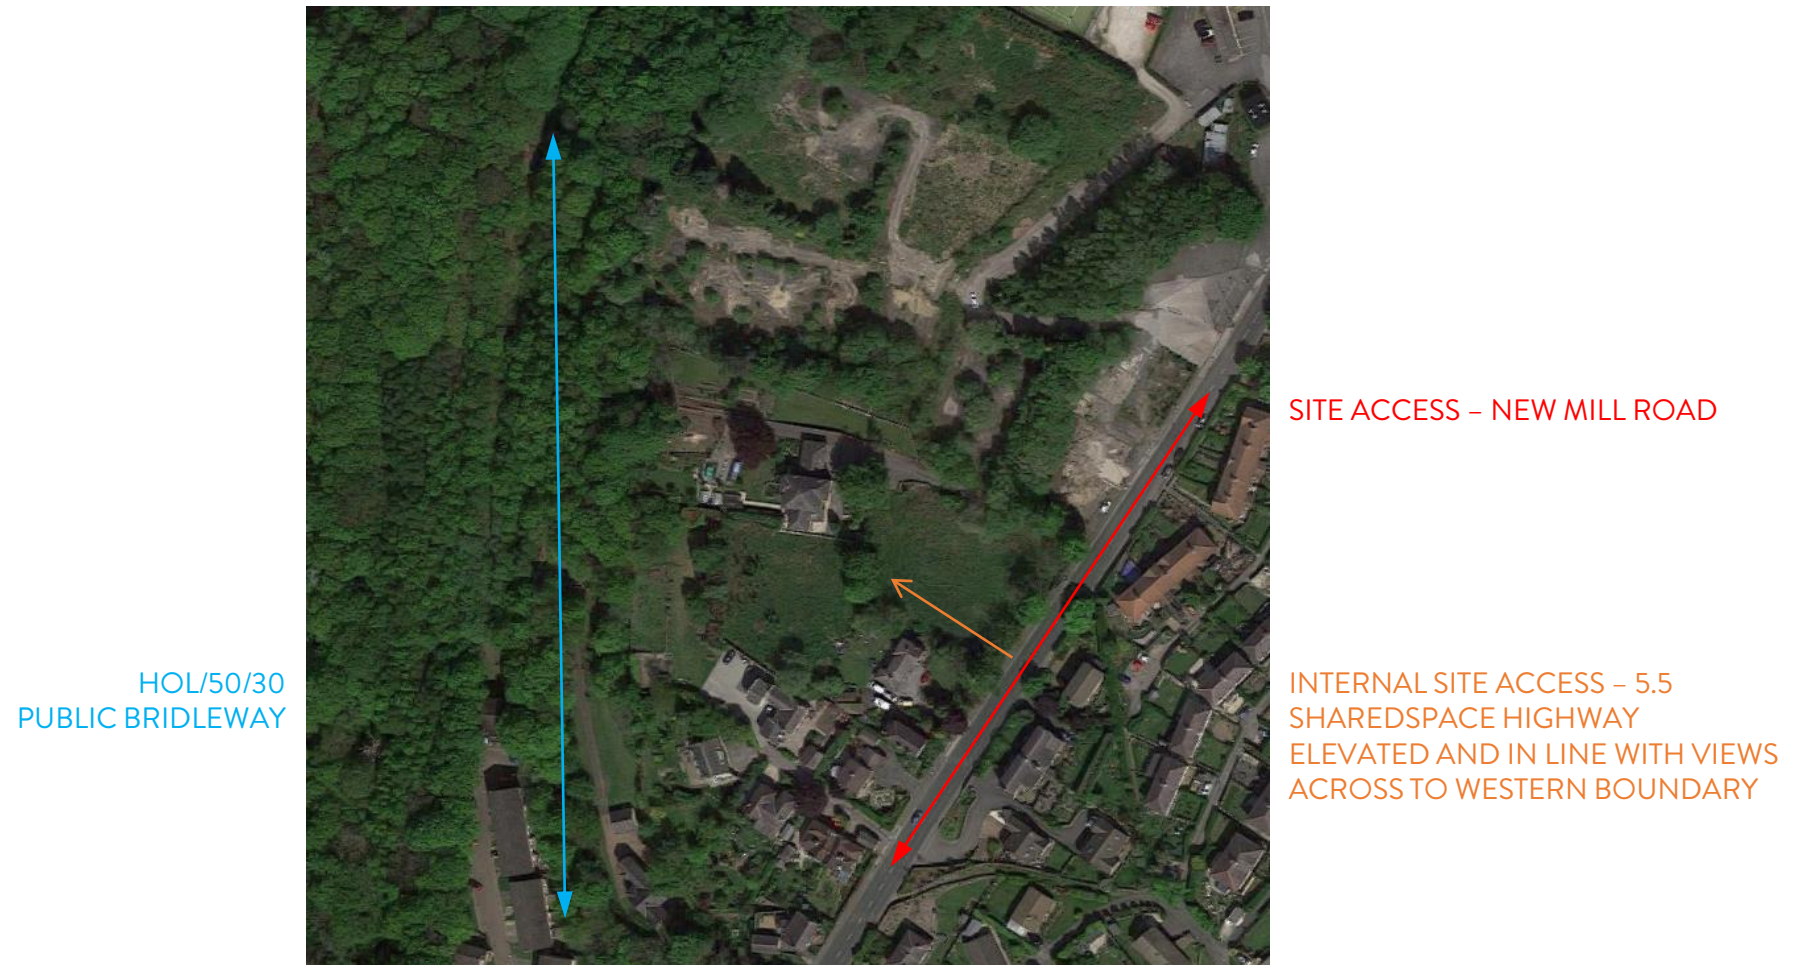 SITE ACCESS – NEW MILL ROAD
HOL/50/30
PUBLIC BRIDLEWAY
INTERNAL SITE ACCESS – 5.5
SHAREDSPACE HIGHWAY
ELEVATED AND IN LINE WITH VIEWS
ACROSS TO WESTERN BOUNDARY